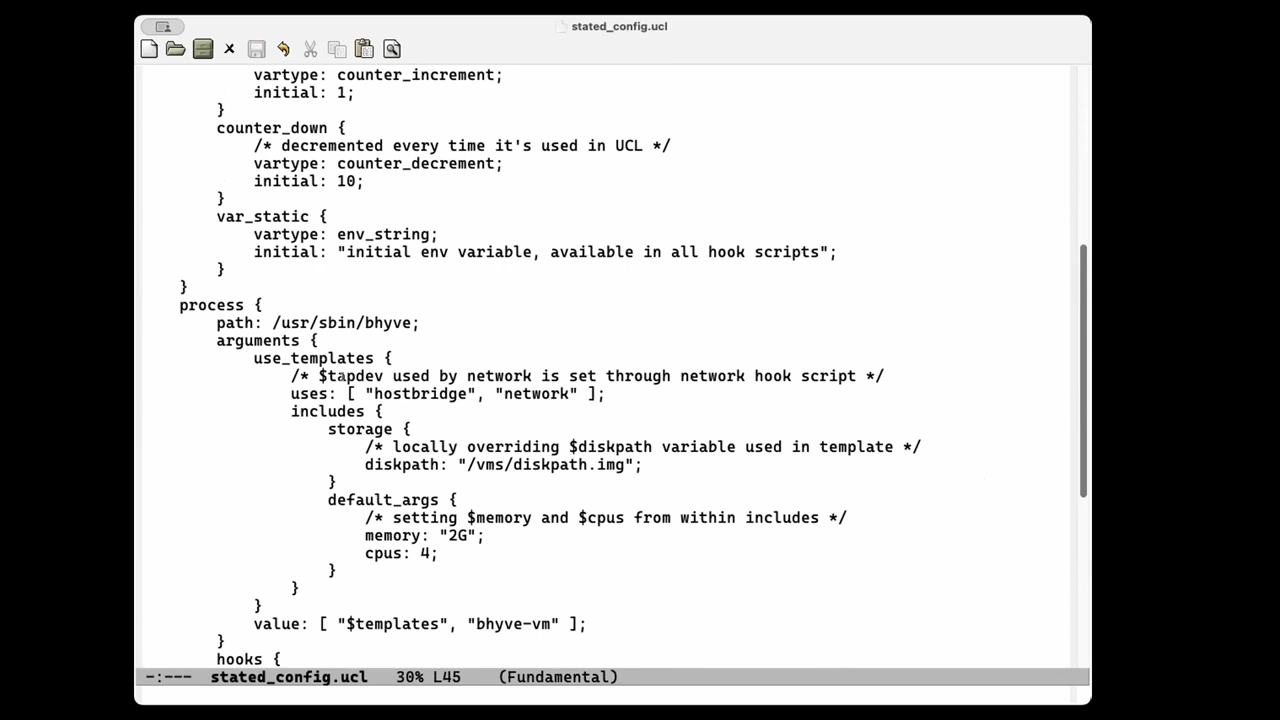 stated_config.ucl
            vartype: counter_increment;
            initial: 1;
        }
        counter_down {
            /* decremented every time it's used in UCL */
            vartype: counter_decrement;
            initial: 10;
        }
        var_static {
            vartype: env_string;
            initial: "initial env variable, available in all hook scripts";
        }
    }
    process {
        path: /usr/sbin/bhyve;
        arguments {
            use_templates {
                /* $tapdev used by network is set through network hook script */
                uses: [ "hostbridge", "network" ];
                includes {
                    storage {
                        /* locally overriding $diskpath variable used in template */
                        diskpath: "/vms/diskpath.img";
                    }
                    default_args {
                        /* setting $memory and $cpus from within includes */
                        memory: "2G";
                        cpus: 4;
                    }
                }
            }
            value: [ "$templates", "bhyve-vm" ];
        }
        hooks {
-:---  stated_config.ucl   30% L45    (Fundamental)